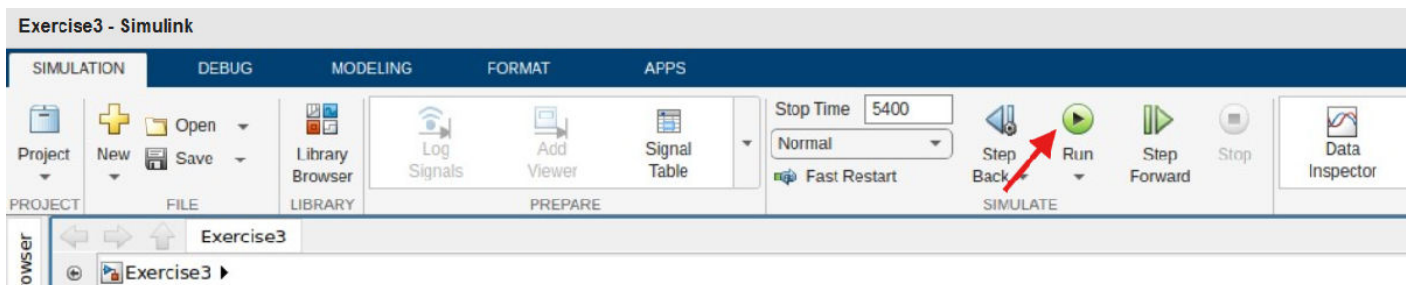 Exercise3 - Simulink
SIMULATION DEBUG MODELING FORMAT APPS
Project
New
Open
Save
Library
Browser
Log
Signals
Add
Viewer
Signal
Table
Stop Time 5400
Normal
Fast Restart
Step
Back
Run
Step
Forward
Stop
Data
Inspector
PROJECT FILE LIBRARY PREPARE SIMULATE
Exercise3
Exercise3